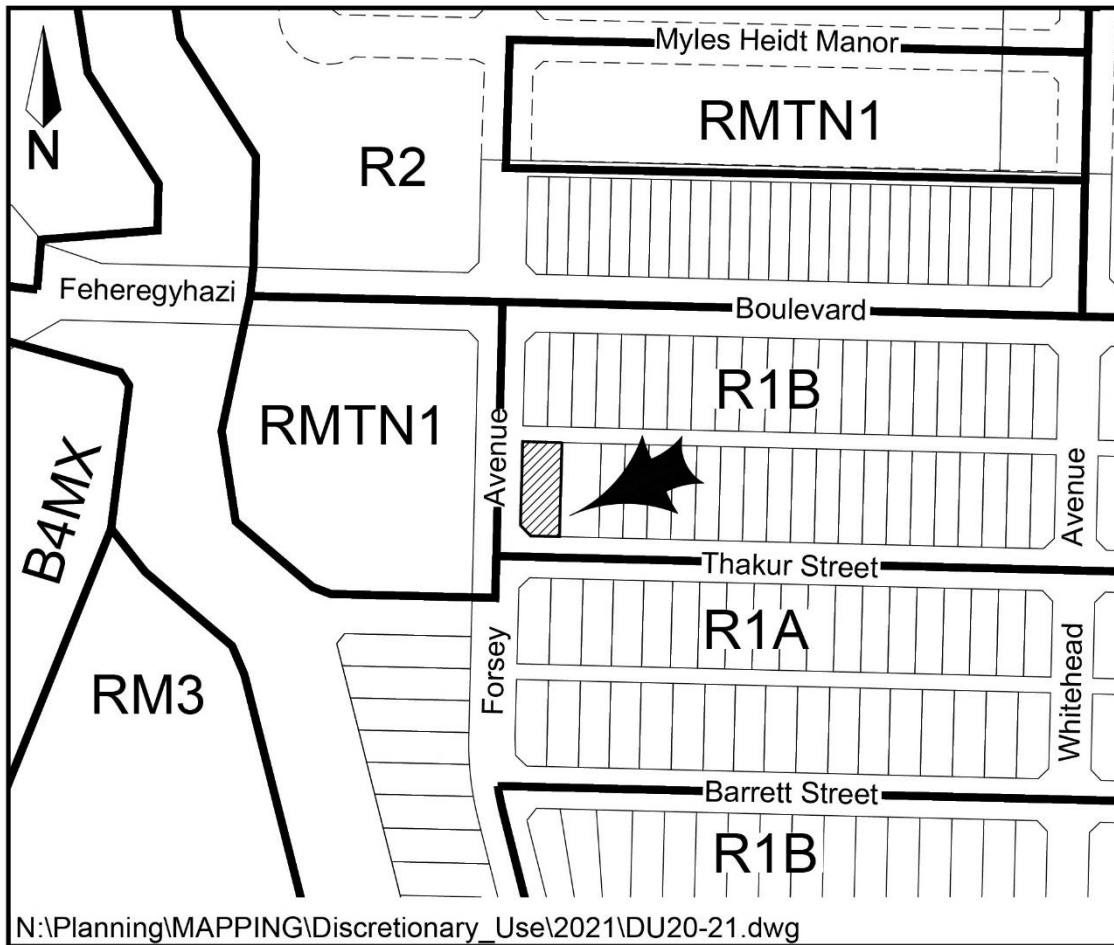 Myles Heidt Manor
RMTN1
N
R2
Feheregyhazi
Boulevard
R1B
RMTN1
Avenue
Avenue
B4MX
Thakur Street
R1A
Forsey
Whitehead
RM3
Barrett Street
R1B
N:\Planning\MAPPING\Discretionary_Use\2021\DU20-21.dwg